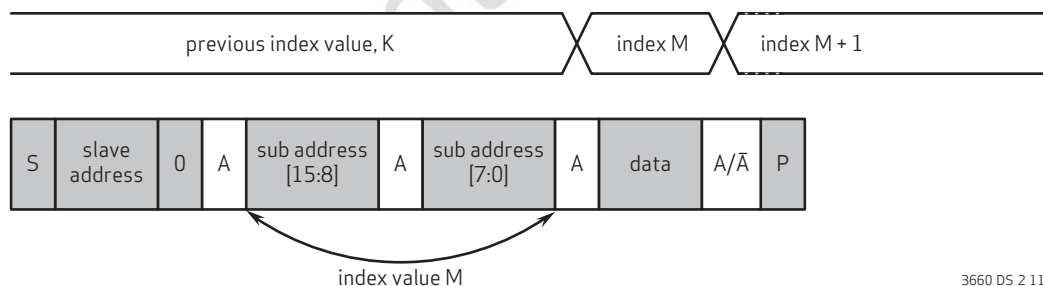 previous index value, K
index M
index M + 1
S
slave
address
0
A
sub address
[15:8]
A
sub address
[7:0]
A
data
A/Ā
P
index value M
3660 DS 2 11